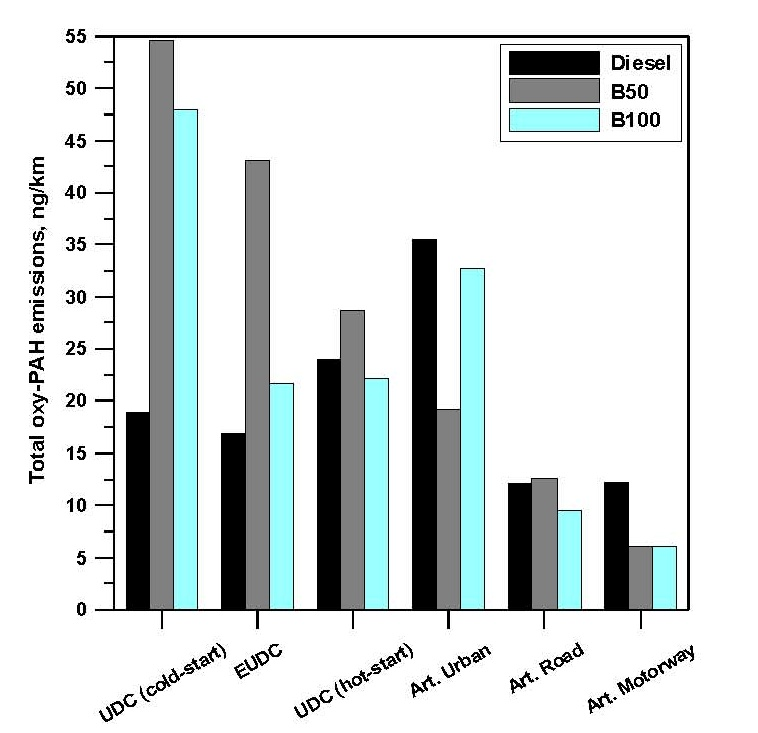 Total oxy-PAH emissions, ng/km
55
50
45
40
35
30
25
20
15
10
5
0
Diesel
B50
B100
UDC (cold-start)
EUDC
UDC (hot-start)
Art. Urban
Art. Road
Art. Motorway